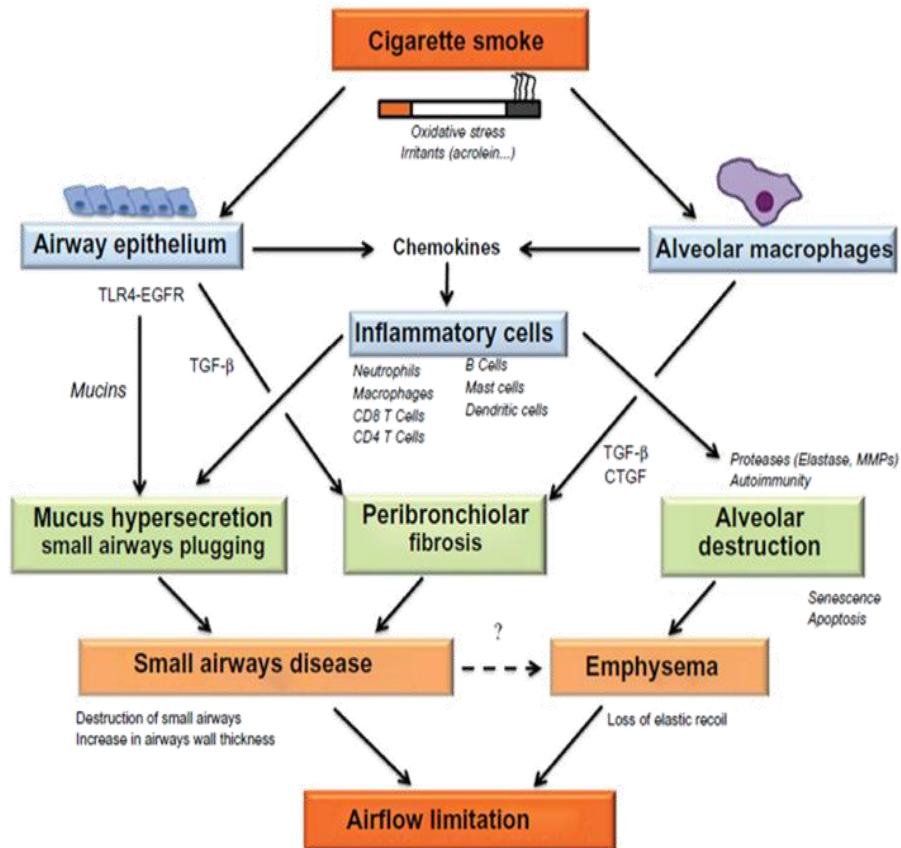 Cigarette smoke
Oxidative stress
Irritants (acrolein...)
Airway epithelium
Chemokines
Alveolar macrophages
TLR4-EGFR
Inflammatory cells
TGF-β
Mucins
Neutrophils
Macrophages
CD8 T Cells
CD4 T Cells
B Cells
Mast cells
Dendritic cells
TGF-β
CTGF
Proteases (Elastase, MMPs)
Autoimmunity
Mucus hypersecretion
small airways plugging
Peribronchiolar
fibrosis
Alveolar
destruction
Senescence
Apoptosis
?
Small airways disease
Emphysema
Destruction of small airways
Increase in airways wall thickness
Loss of elastic recoil
Airflow limitation